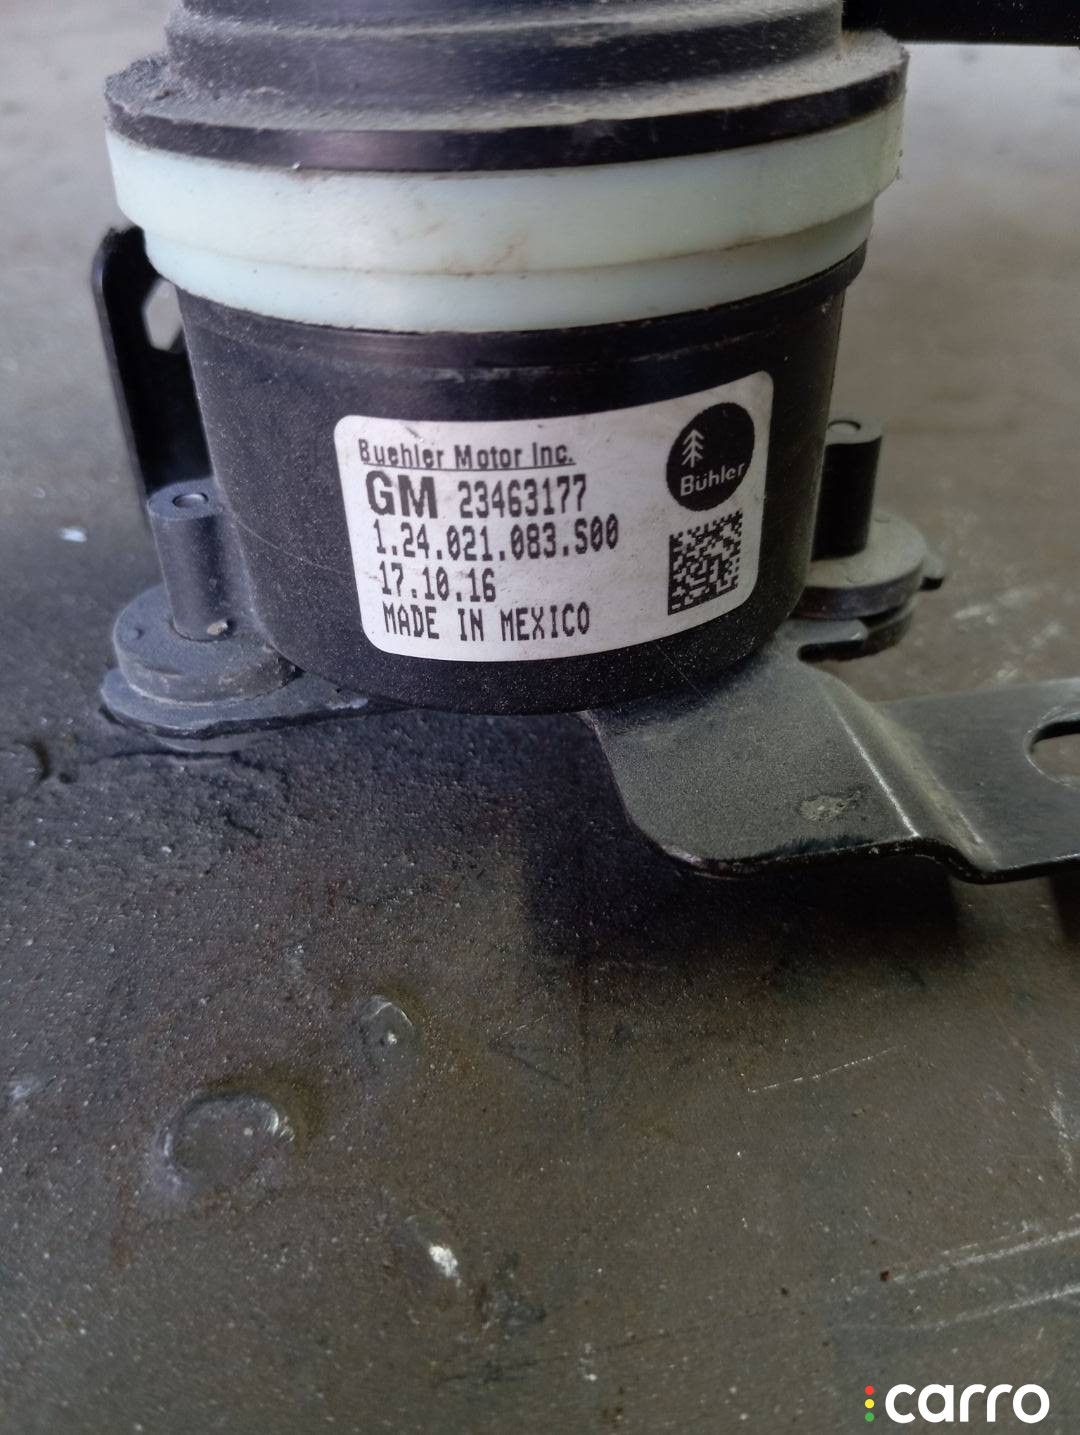 Buehler Motor Inc.
GM 23463177
1.24.021.083.S00
17.10.16
MADE IN MEXICO
Bühler
carro